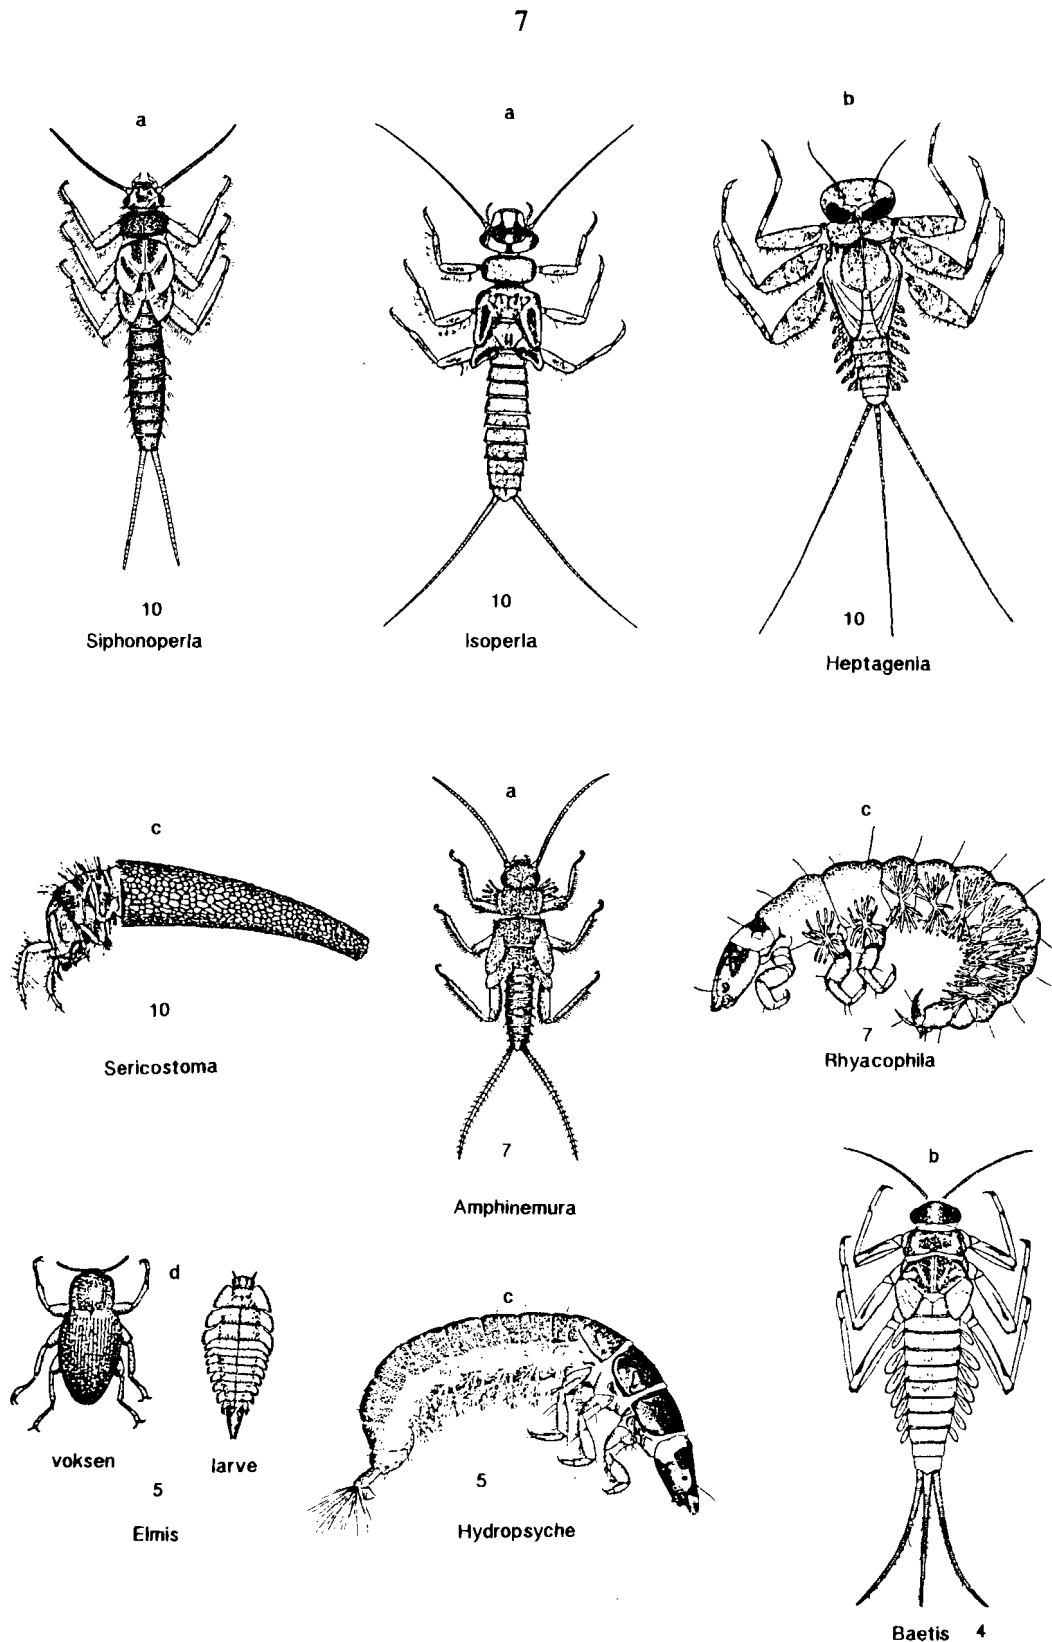 7
a
a
b
10
Siphonoperla
10
Isoperla
10
Heptagenia
c
a
c
10
Sericostoma
7
Amphinemura
7
Rhyacophila
d
voksen
larve
5
Elmis
c
5
Hydropsyche
b
Baetis 4